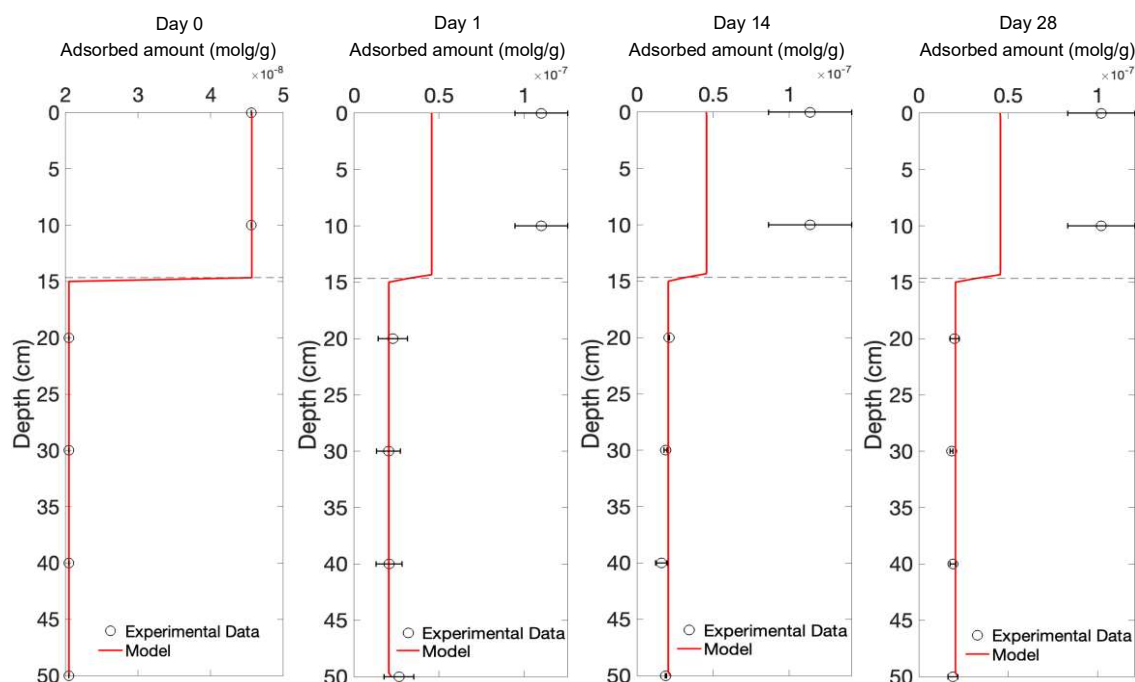 Day 0
Adsorbed amount (molg/g)
×10-8
2 3 4 5
0
5
10
15
20
25
30
35
40
45
50
Depth (cm)
Experimental Data
Model
Day 1
Adsorbed amount (molg/g)
×10-7
0 0.5 1
0
5
10
15
20
25
30
35
40
45
50
Depth (cm)
Experimental Data
Model
Day 14
Adsorbed amount (molg/g)
×10-7
0 0.5 1
0
5
10
15
20
25
30
35
40
45
50
Depth (cm)
Experimental Data
Model
Day 28
Adsorbed amount (molg/g)
×10-7
0 0.5 1
0
5
10
15
20
25
30
35
40
45
50
Depth (cm)
Experimental Data
Model